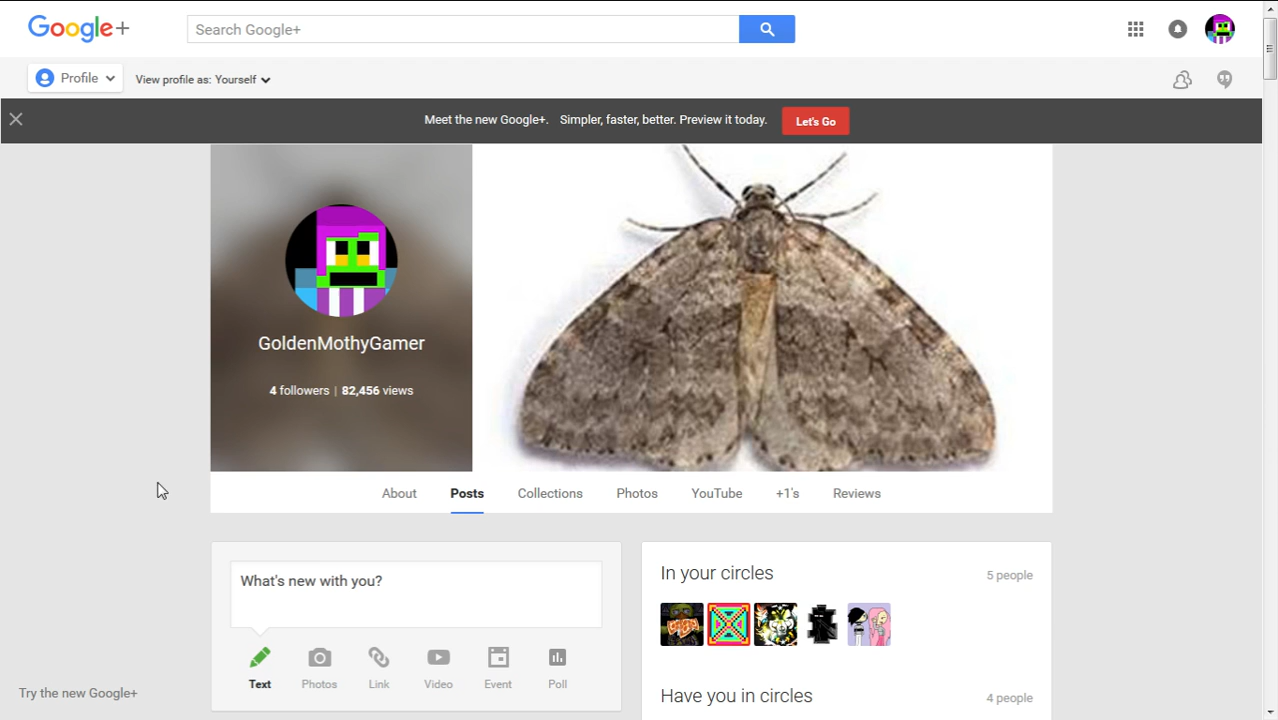 Google+
Search Google+
Profile
View profile as: Yourself
Meet the new Google+. Simpler, faster, better. Preview it today.
Let's Go
GoldenMothyGamer
4 followers | 82,456 views
About Posts Collections Photos YouTube +1's Reviews
What's new with you?
Text Photos Link Video Event Poll
In your circles
5 people
Have you in circles
4 people
Try the new Google+